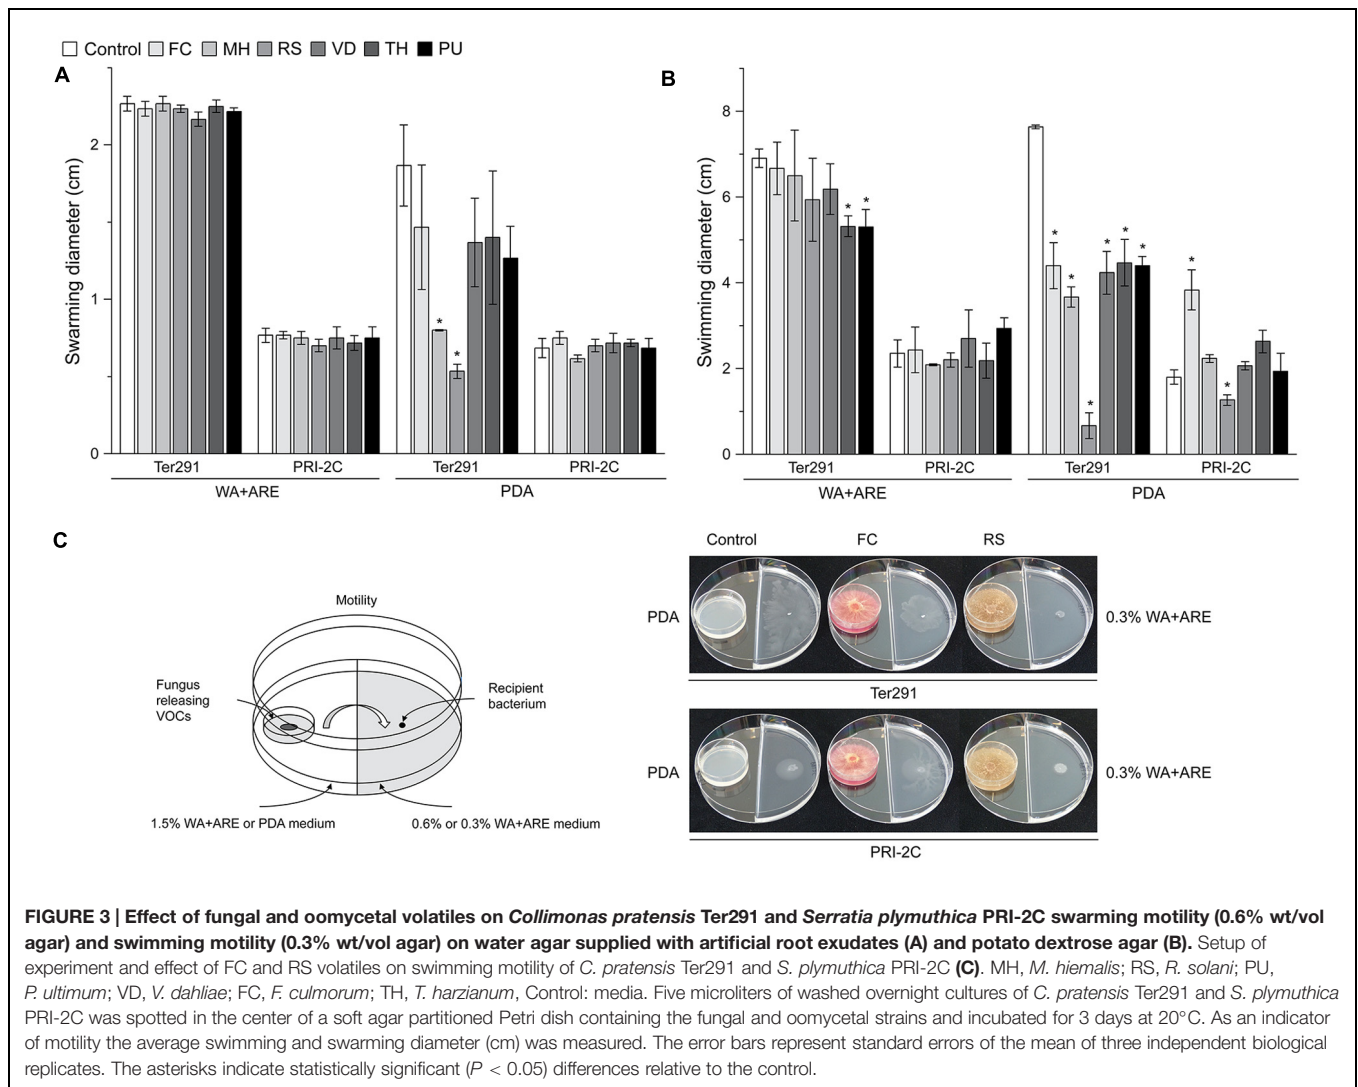 Control FC MH RS VD TH PU
A
B
Swarming diameter (cm)
2
1
0
* *
Ter291 PRI-2C Ter291 PRI-2C
WA+ARE PDA
Swimming diameter (cm)
8
6
4
2
0
* * * * * * * * * *
Ter291 PRI-2C Ter291 PRI-2C
WA+ARE PDA
C
Motility
Fungus
releasing
VOCs
Recipient
bacterium
1.5% WA+ARE or PDA medium
0.6% or 0.3% WA+ARE medium
Control FC RS
PDA 0.3% WA+ARE
Ter291
PDA 0.3% WA+ARE
PRI-2C
FIGURE 3 | Effect of fungal and oomycetal volatiles on Collimonas pratensis Ter291 and Serratia plymuthica PRI-2C swarming motility (0.6% wt/vol
agar) and swimming motility (0.3% wt/vol agar) on water agar supplied with artificial root exudates (A) and potato dextrose agar (B). Setup of
experiment and effect of FC and RS volatiles on swimming motility of C. pratensis Ter291 and S. plymuthica PRI-2C (C). MH, M. hiemalis; RS, R. solani; PU,
P. ultimum; VD, V. dahliae; FC, F. culmorum; TH, T. harzianum, Control: media. Five microliters of washed overnight cultures of C. pratensis Ter291 and S. plymuthica
PRI-2C was spotted in the center of a soft agar partitioned Petri dish containing the fungal and oomycetal strains and incubated for 3 days at 20°C. As an indicator
of motility the average swimming and swarming diameter (cm) was measured. The error bars represent standard errors of the mean of three independent biological
replicates. The asterisks indicate statistically significant (P < 0.05) differences relative to the control.